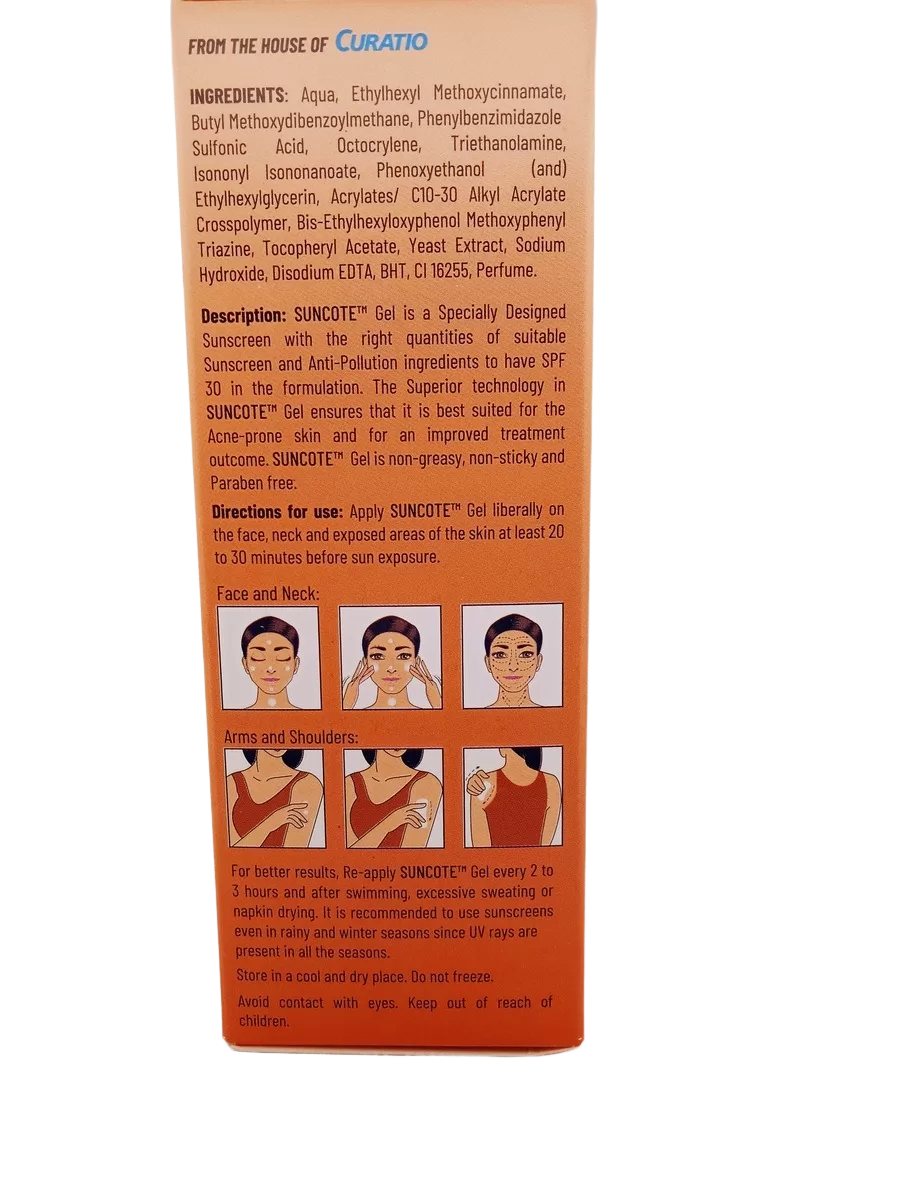 FROM THE HOUSE OF CURATIO
INGREDIENTS: Aqua, Ethylhexyl Methoxycinnamate,
Butyl Methoxydibenzoylmethane, Phenylbenzimidazole
Sulfonic Acid, Octocrylene, Triethanolamine,
Isononyl Isononanoate, Phenoxyethanol (and)
Ethylhexylglycerin, Acrylates/ C10-30 Alkyl Acrylate
Crosspolymer, Bis-Ethylhexyloxyphenol Methoxyphenyl
Triazine, Tocopheryl Acetate, Yeast Extract, Sodium
Hydroxide, Disodium EDTA, BHT, CI 16255, Perfume.
Description: SUNCOTE™ Gel is a Specially Designed
Sunscreen with the right quantities of suitable
Sunscreen and Anti-Pollution ingredients to have SPF
30 in the formulation. The Superior technology in
SUNCOTE™ Gel ensures that it is best suited for the
Acne-prone skin and for an improved treatment
outcome. SUNCOTE™ Gel is non-greasy, non-sticky and
Paraben free.
Directions for use: Apply SUNCOTE™ Gel liberally on
the face, neck and exposed areas of the skin at least 20
to 30 minutes before sun exposure.
Face and Neck:
Arms and Shoulders:
For better results, Re-apply SUNCOTE™ Gel every 2 to
3 hours and after swimming, excessive sweating or
napkin drying. It is recommended to use sunscreens
even in rainy and winter seasons since UV rays are
present in all the seasons.
Store in a cool and dry place. Do not freeze.
Avoid contact with eyes. Keep out of reach of
children.